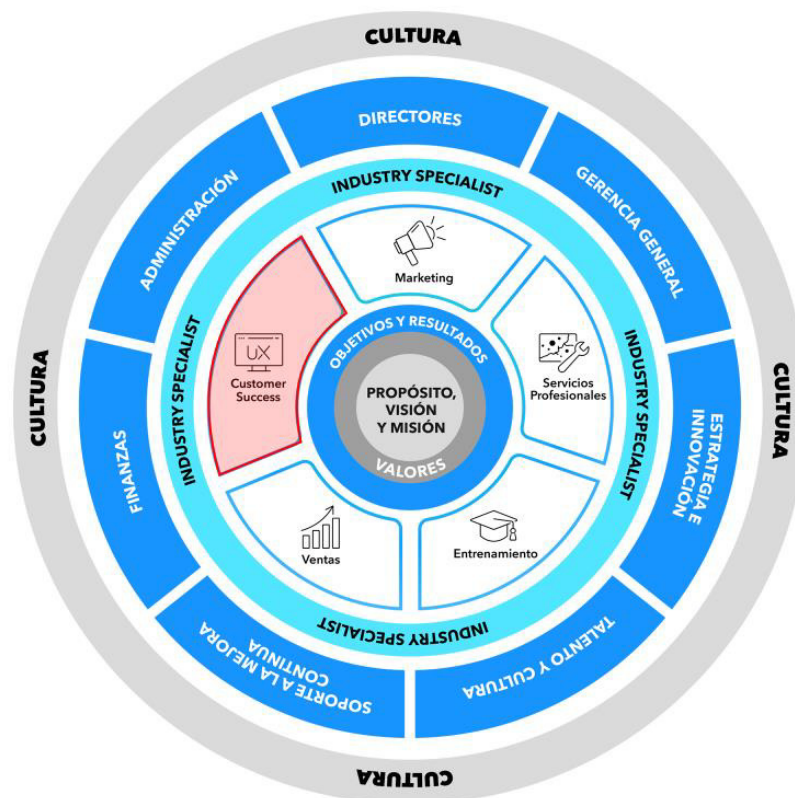 CULTURA
DIRECTORES
GERENCIA GENERAL
ESTRATEGIA E
INNOVACIÓN
TALENTO Y CULTURA
SOPORTE A LA MEJORA
CONTINUA
FINANZAS
ADMINISTRACIÓN
CULTURA
CULTURA
CULTURA
INDUSTRY SPECIALIST
INDUSTRY SPECIALIST
INDUSTRY SPECIALIST
INDUSTRY SPECIALIST
Marketing
Servicios
Profesionales
Entrenamiento
Ventas
UX
Customer
Success
OBJETIVOS Y RESULTADOS
PROPÓSITO,
VISIÓN
Y MISIÓN
VALORES